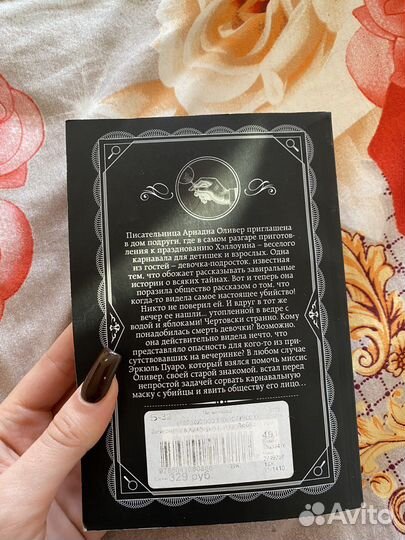 Писательница Ариадна Оливер приглашена
в дом подруги, где в самом разгаре приготов-
ления к празднованию Хэллоуина – веселого
карнавала для детишек и взрослых. Одна
из гостей – девочка-подросток, известная
тем, что обожает рассказывать завиральные
истории о всяких тайнах. Вот и теперь она
поразила общество рассказом о том, что
когда-то видела самое настоящее убийство!
Никто не поверил ей. И вдруг в тот же
вечер ее нашли... утопленной в ведре с
водой и яблоками! Чертовски странно. Кому
понадобилась смерть девочки? Возможно,
она действительно видела нечто, что
представляло опасность для кого-то из при-
сутствовавших на вечеринке? В любом случае
Эркюль Пуаро, который взялся помочь миссис
Оливер, своей старой знакомой, встал перед
непростой задачей сорвать карнавальную
маску с убийцы и явить обществу его лицо...
329 руб
Avito